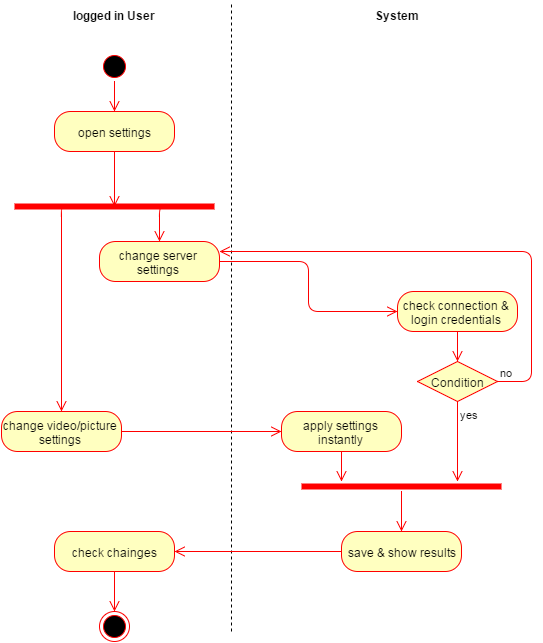 logged in User
System
open settings
change server
settings
check connection &
login credentials
Condition
no
yes
change video/picture
settings
apply settings
instantly
save & show results
check chainges